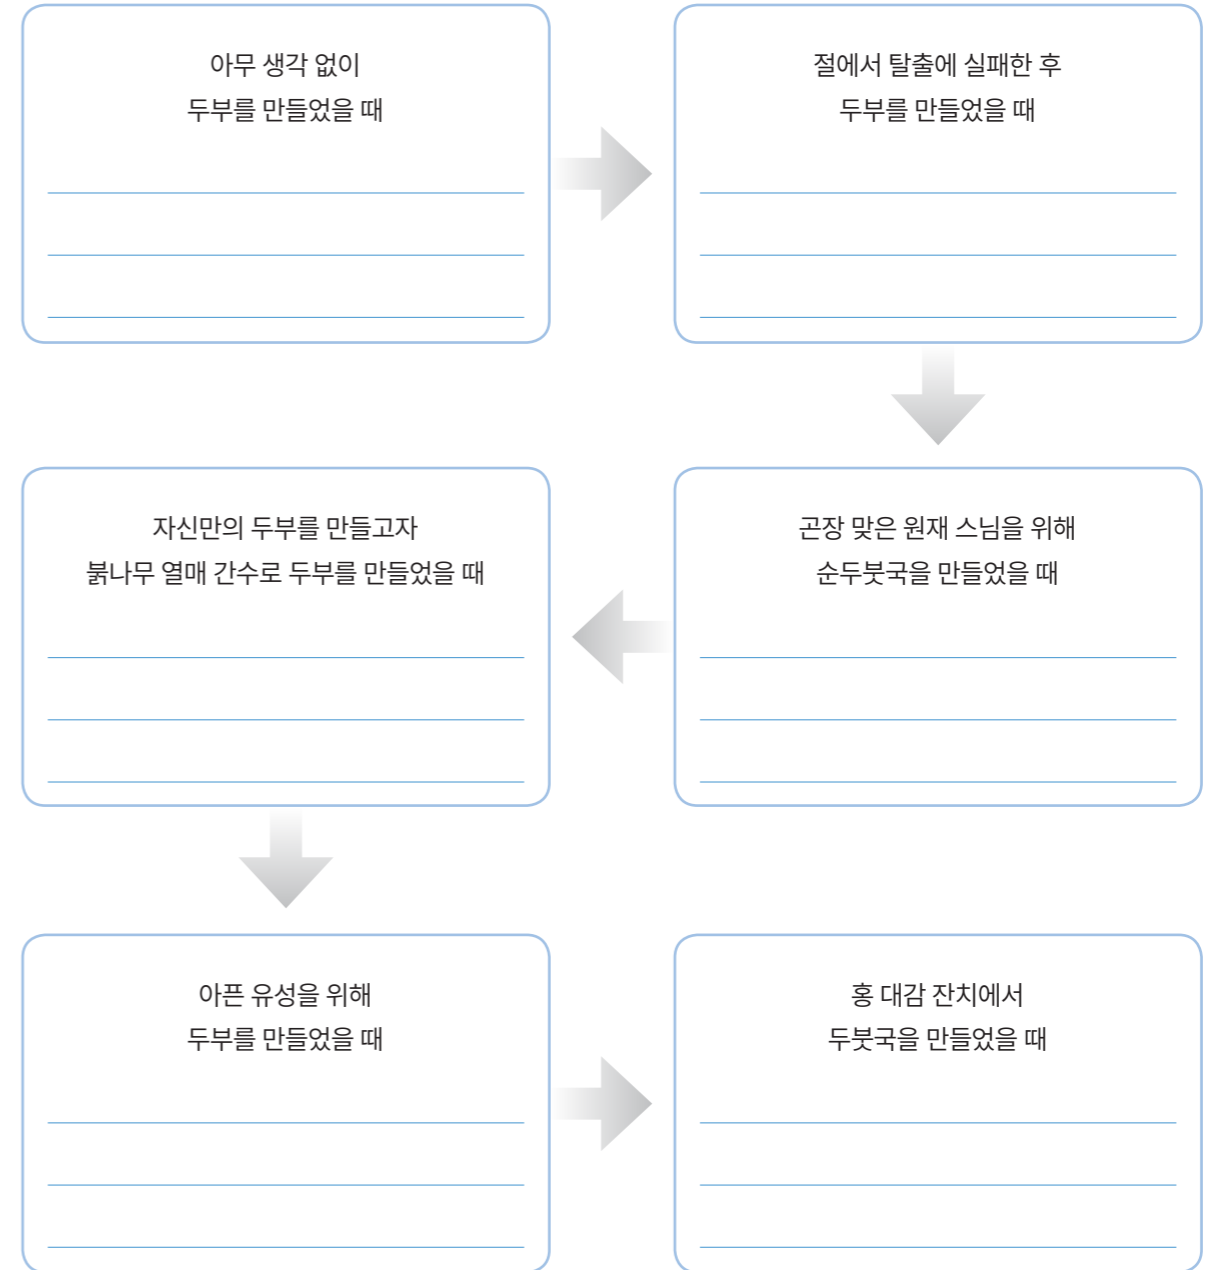 아무 생각 없이
두부를 만들었을 때
절에서 탈출에 실패한 후
두부를 만들었을 때
곤장 맞은 원재 스님을 위해
순두붓국을 만들었을 때
자신만의 두부를 만들고자
붉나무 열매 간수로 두부를 만들었을 때
아픈 유성을 위해
두부를 만들었을 때
홍 대감 잔치에서
두붓국을 만들었을 때